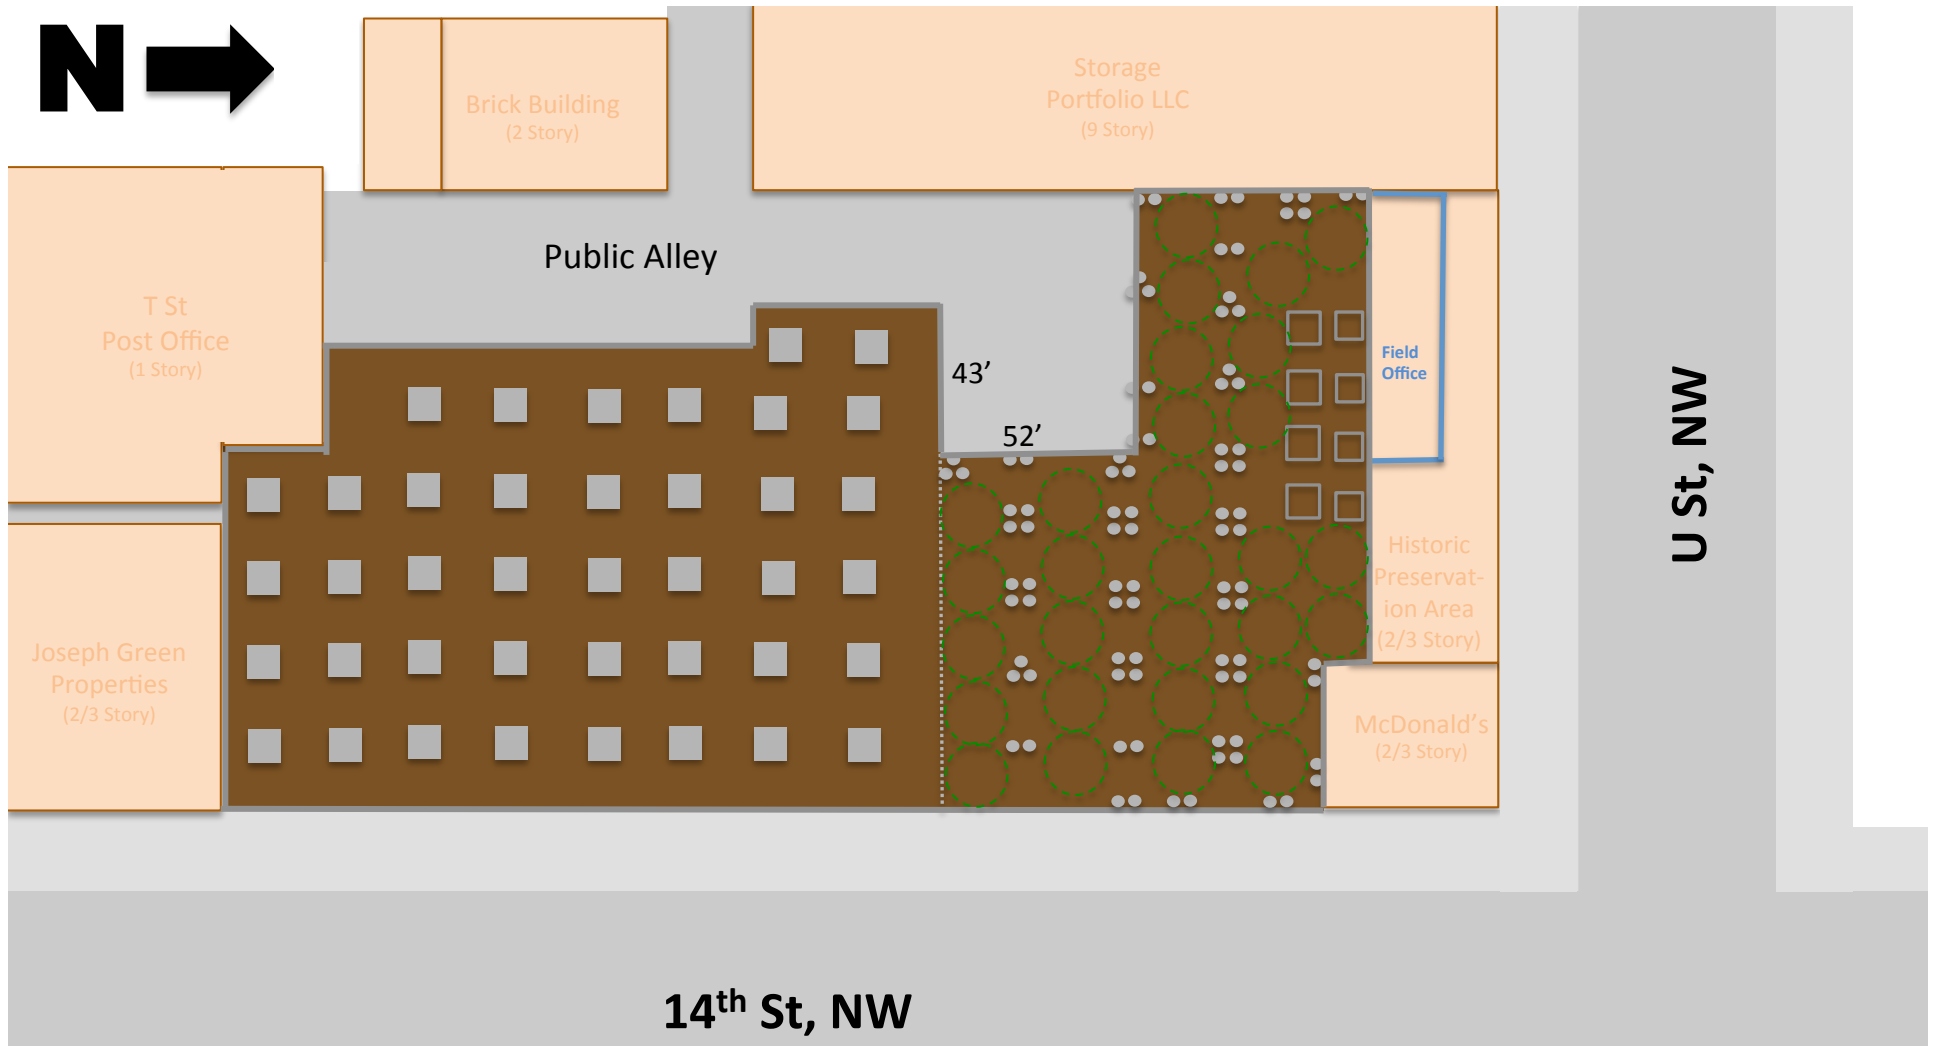 N
Brick Building
(2 Story)
Storage
Portfolio LLC
(9 Story)
Public Alley
T St
Post Office
(1 Story)
43’
52’
Field
Office
U St, NW
Historic
Preservat-
ion Area
(2/3 Story)
Joseph Green
Properties
(2/3 Story)
McDonald’s
(2/3 Story)
14th St, NW